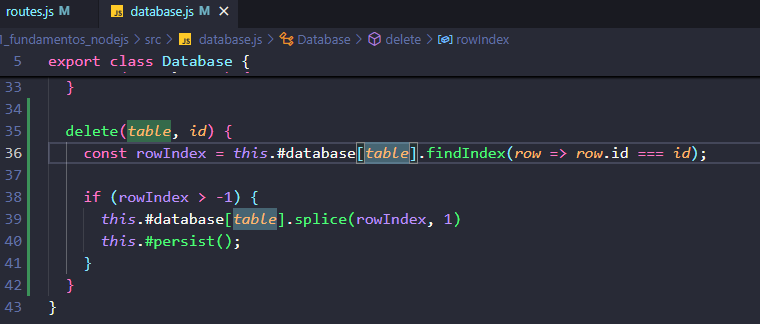 routes.js JS database.js X
1_fundamentos_nodejs > src > JS database.js > Database > delete > rowIndex
5 export class Database {
33 }
34
35 delete(table, id) {
36 const rowIndex = this.#database[table].findIndex(row => row.id === id);
37
38 if (rowIndex > -1) {
39 this.#database[table].splice(rowIndex, 1)
40 this.#persist();
41 }
42 }
43 }